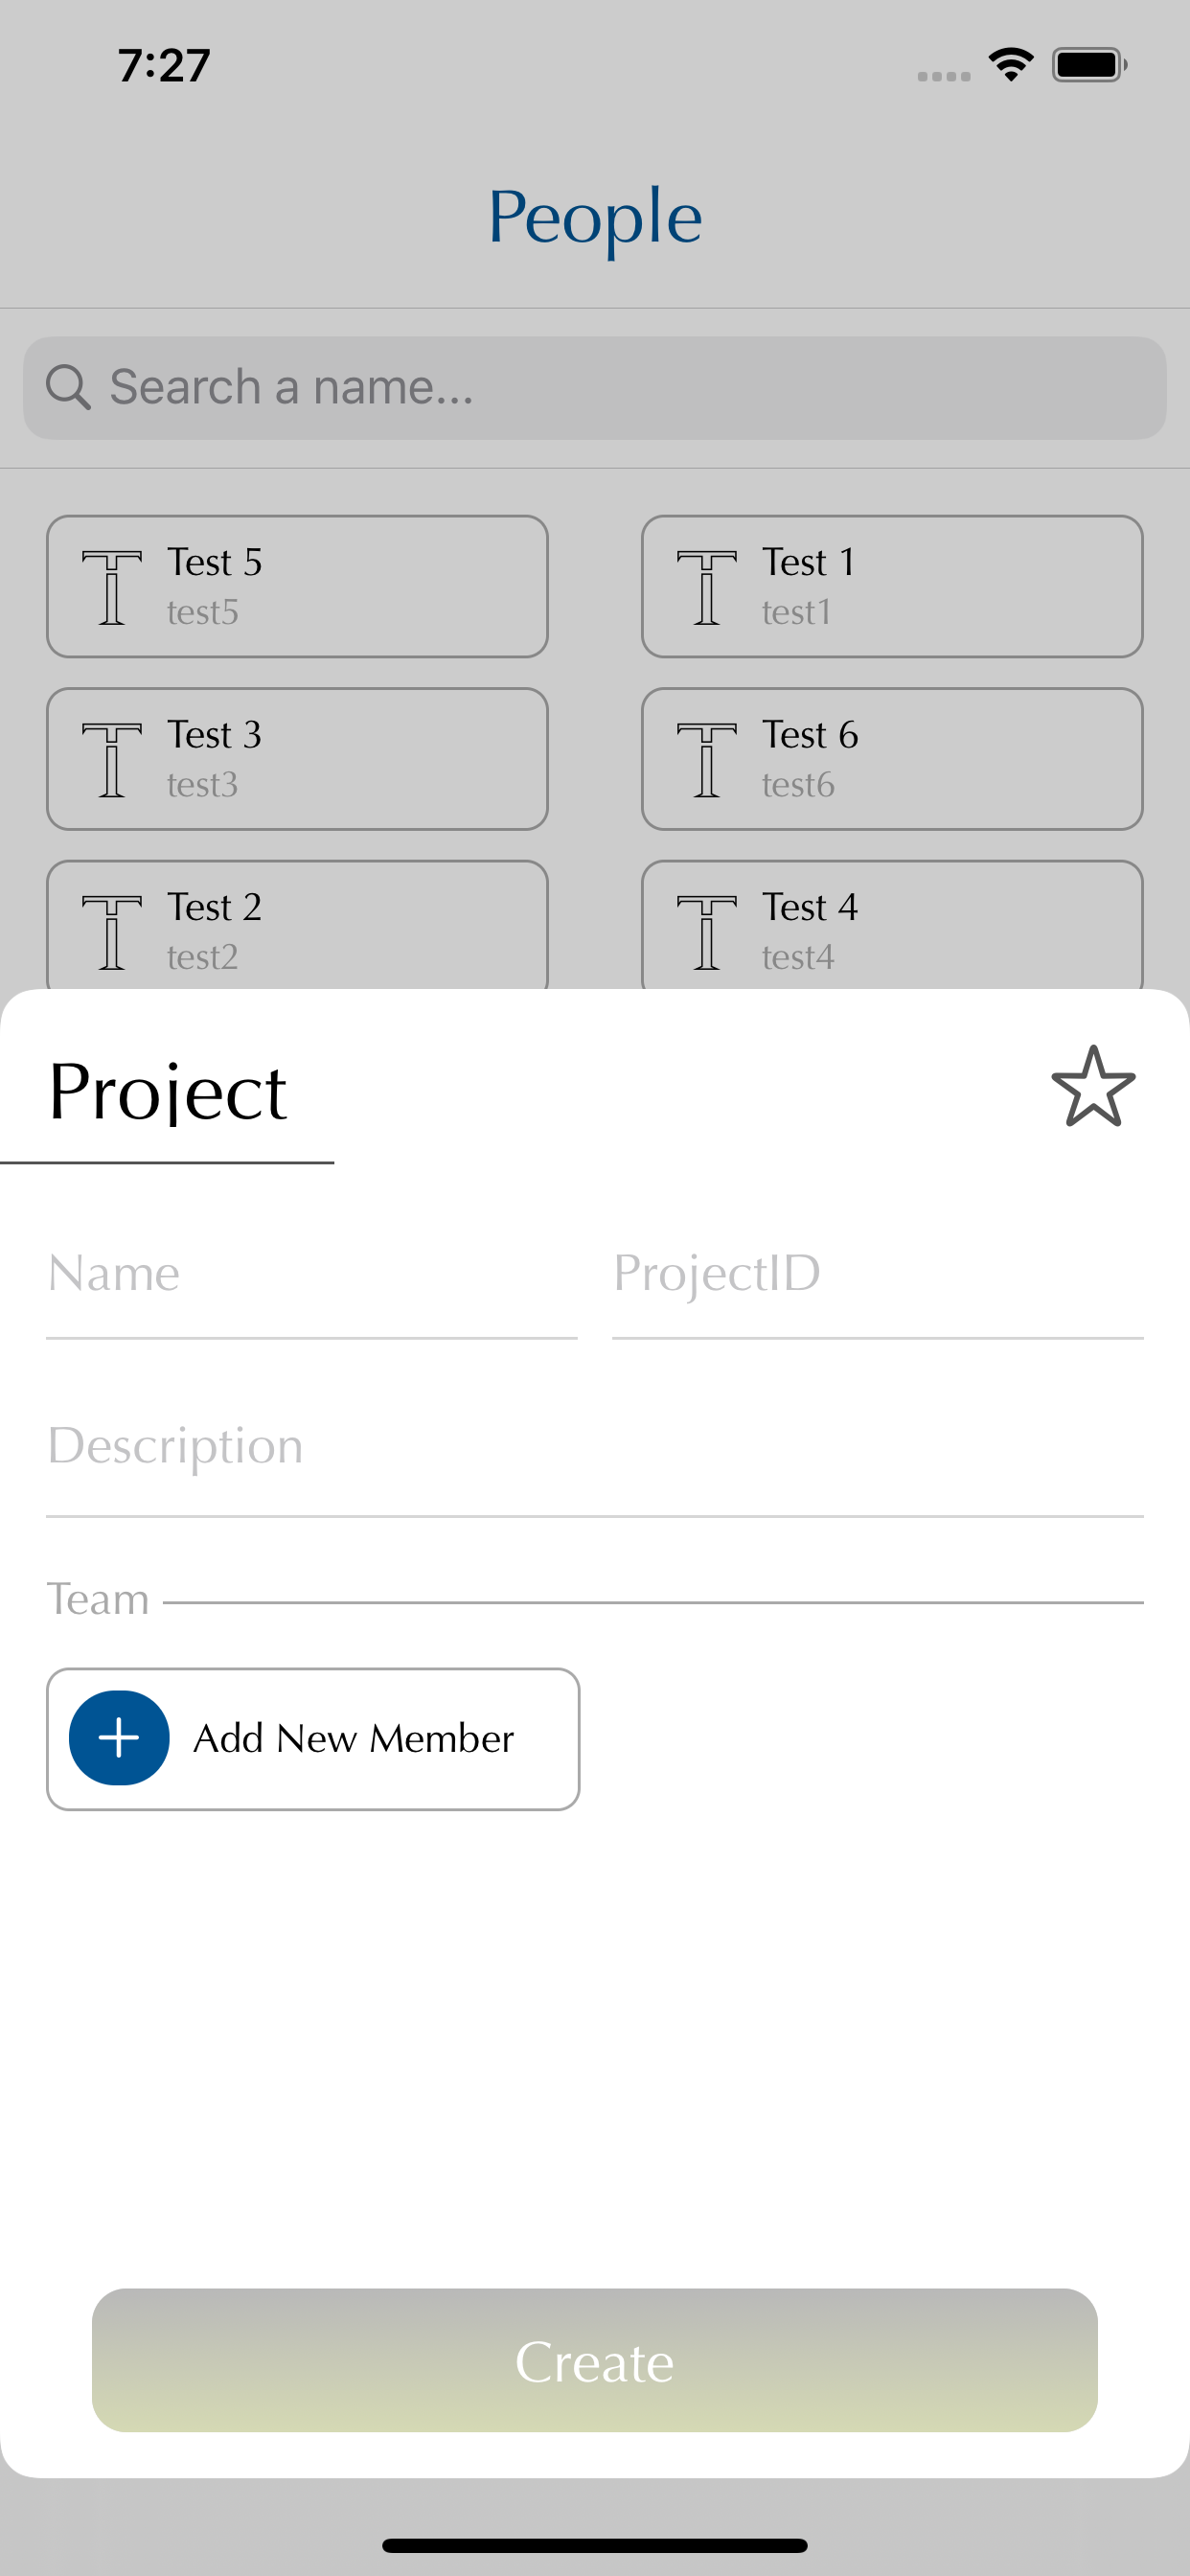 7:27
People
Search a name...
T Test 5
test5
T Test 1
test1
T Test 3
test3
T Test 6
test6
T Test 2
test2
T Test 4
test4
Project
Name
ProjectID
Description
Team
Add New Member
Create